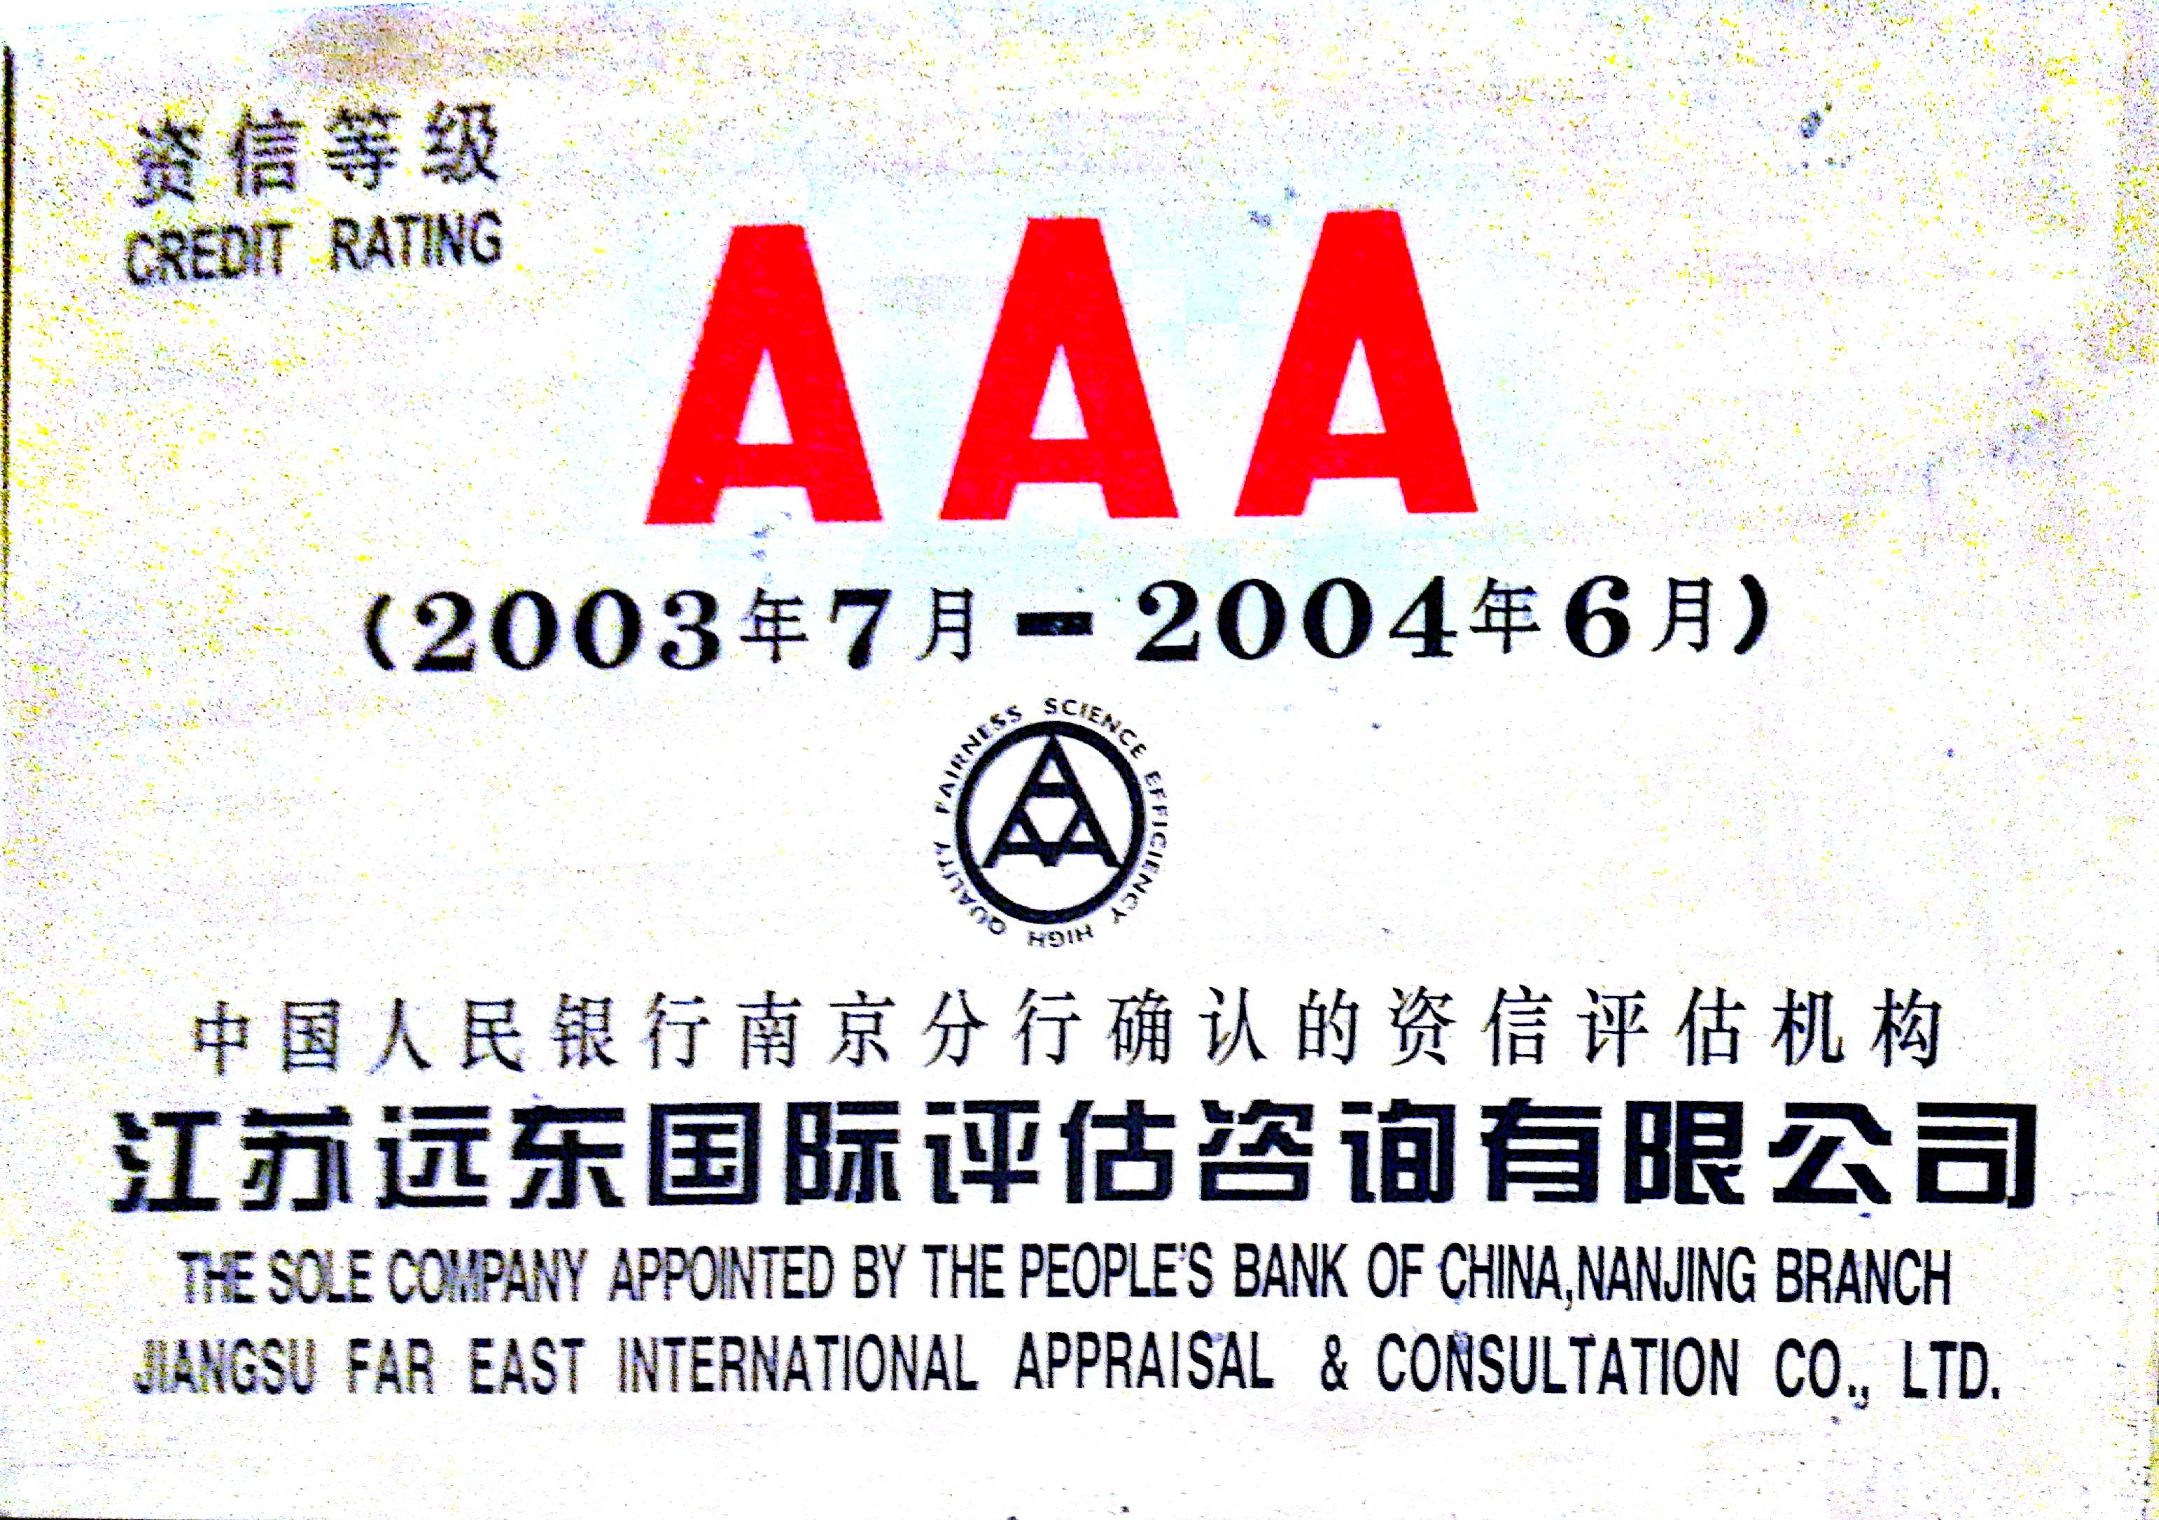 资信等级
CREDIT RATING
AAA
(2003年7月-2004年6月)
FAIRNESS SCIENCE EFFICIENCY HIGH QUALITY
中国人民银行南京分行确认的资信评估机构
江苏远东国际评估咨询有限公司
THE SOLE COMPANY APPOINTED BY THE PEOPLE'S BANK OF CHINA,NANJING BRANCH
JIANGSU FAR EAST INTERNATIONAL APPRAISAL & CONSULTATION CO., LTD.